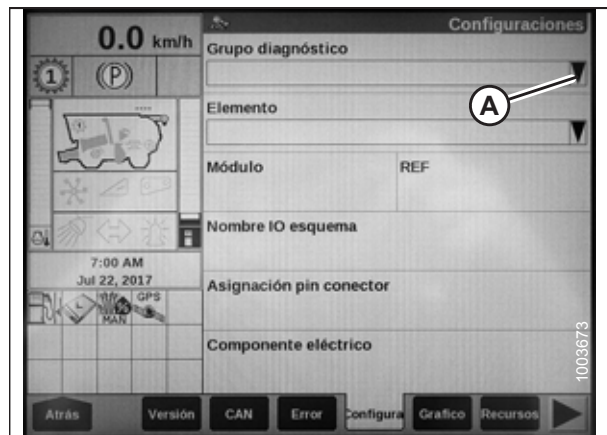 0.0 km/h
Configuraciones
Grupo diagnóstico
A
1
(P)
Elemento
Módulo
REF
Nombre IO esquema
7:00 AM
Jul 22, 2017
Asignación pin conector
GPS
MAN
Componente eléctrico
1003673
Atrás
Versión
CAN
Error
Configura
Grafico
Recursos